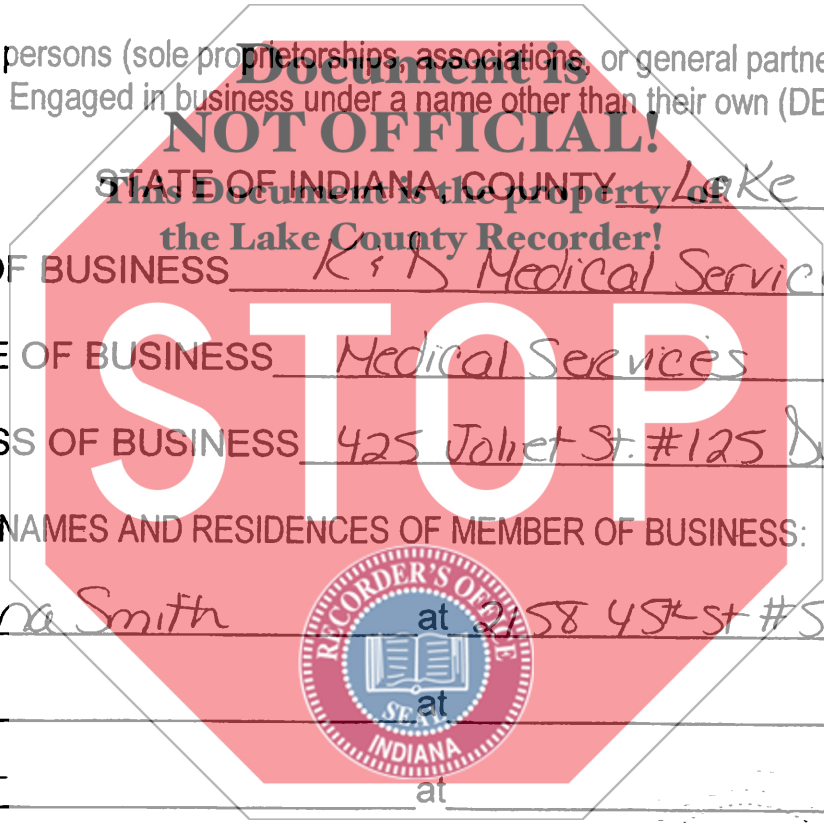 persons (sole proprietorships, associations, or general partne
Document is
Engaged in business under a name other than their own (DB
NOT OFFICIAL!
STATE OF INDIANA, COUNTY Lake
This Document is the property of
the Lake County Recorder!
OF BUSINESS K & D Medical Servic
E OF BUSINESS Medical Services
STOP
SS OF BUSINESS 425 Joliet St. #125 D
NAMES AND RESIDENCES OF MEMBER OF BUSINESS:
RECORDER'S OFFICE
na Smith at 2158 45th St #5
at
SEAL
INDIANA
at